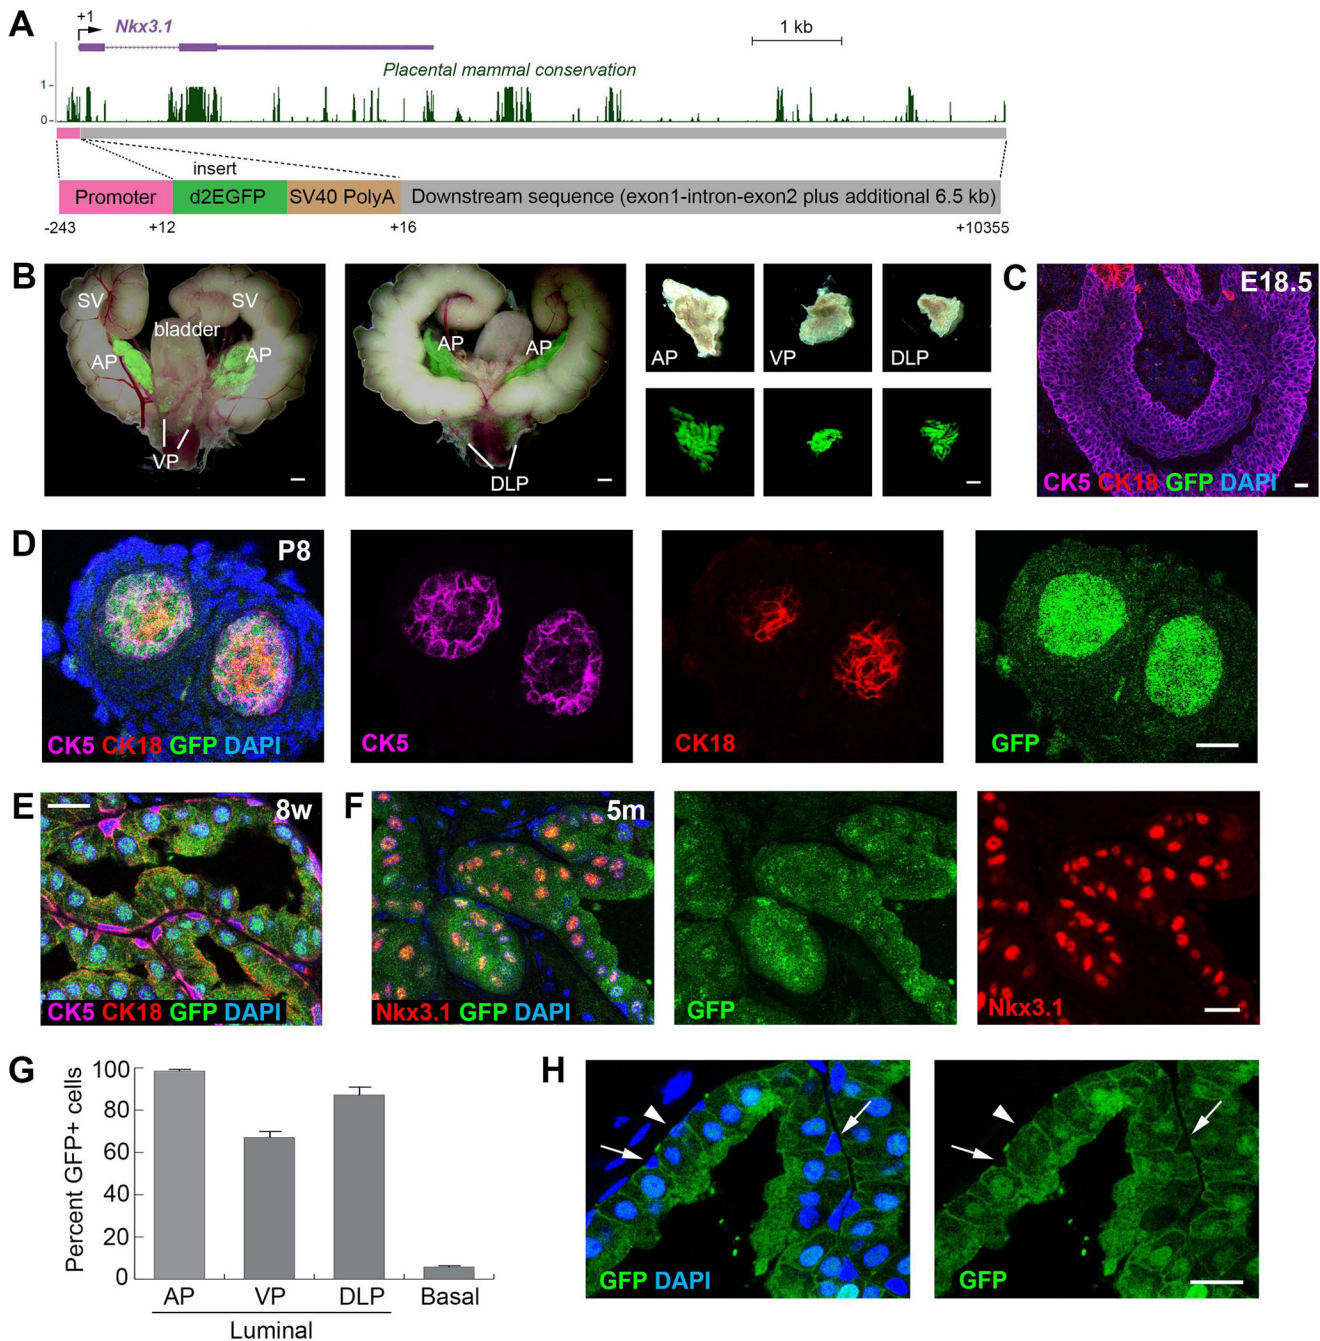 A
+1
Nkx3.1
1 kb
Placental mammal conservation
1
0
insert
Promoter d2EGFP SV40 PolyA Downstream sequence (exon1-intron-exon2 plus additional 6.5 kb)
-243 +12 +16 +10355
B
SV SV
bladder
AP AP
VP
AP AP
DLP
AP VP DLP
C
E18.5
CK5 CK18 GFP DAPI
D
P8
CK5 CK18 GFP DAPI
CK5
CK18
GFP
E
8w
CK5 CK18 GFP DAPI
F
5m
Nkx3.1 GFP DAPI
GFP
Nkx3.1
G
Percent GFP+ cells
100
80
60
40
20
0
AP VP DLP Basal
Luminal
H
GFP DAPI
GFP